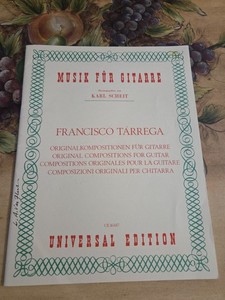 MUSIK FÜR GITARRE
KARL SCHEIT
FRANCISCO TÁRREGA
ORIGINALKOMPOSITIONEN FÜR GITARRE
ORIGINAL COMPOSITIONS FOR GUITAR
COMPOSITIONS ORIGINALES POUR LA GUITARE
COMPOSIZIONI ORIGINALI PER CHITARRA
UNIVERSAL EDITION